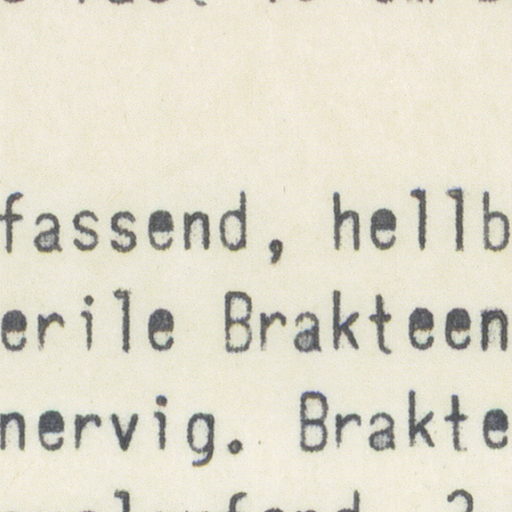 fassend, hellb
erile Brakteen
nervig. Brakte